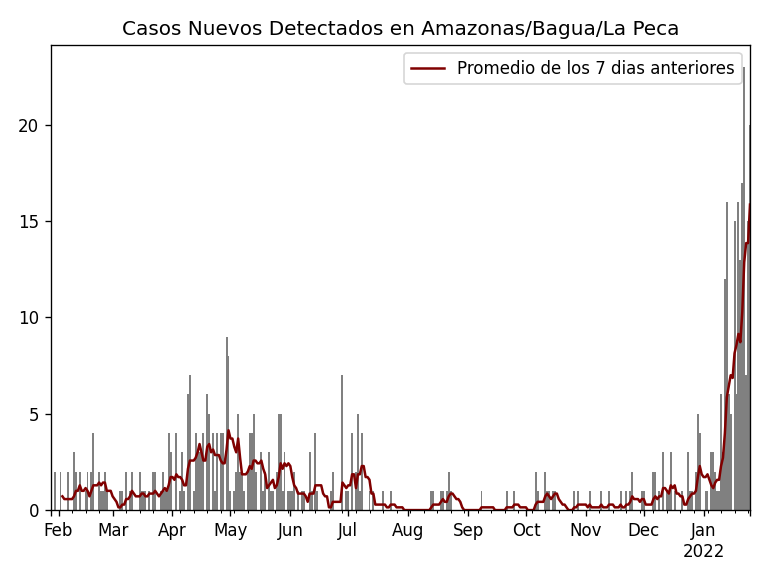 Casos Nuevos Detectados en Amazonas/Bagua/La Peca
Promedio de los 7 dias anteriores
20
15
10
5
0
Feb Mar Apr May Jun Jul Aug Sep Oct Nov Dec Jan
2022